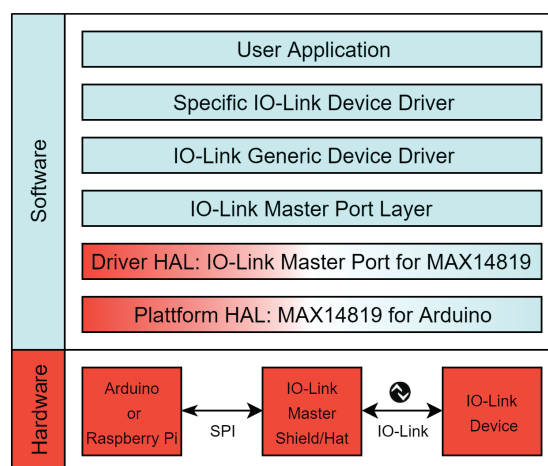 Software
User Application
Specific IO-Link Device Driver
IO-Link Generic Device Driver
IO-Link Master Port Layer
Driver HAL: IO-Link Master Port for MAX14819
Plattform HAL: MAX14819 for Arduino
Hardware
Arduino
or
Raspberry Pi
SPI
IO-Link
Master
Shield/Hat
IO-Link
IO-Link
Device